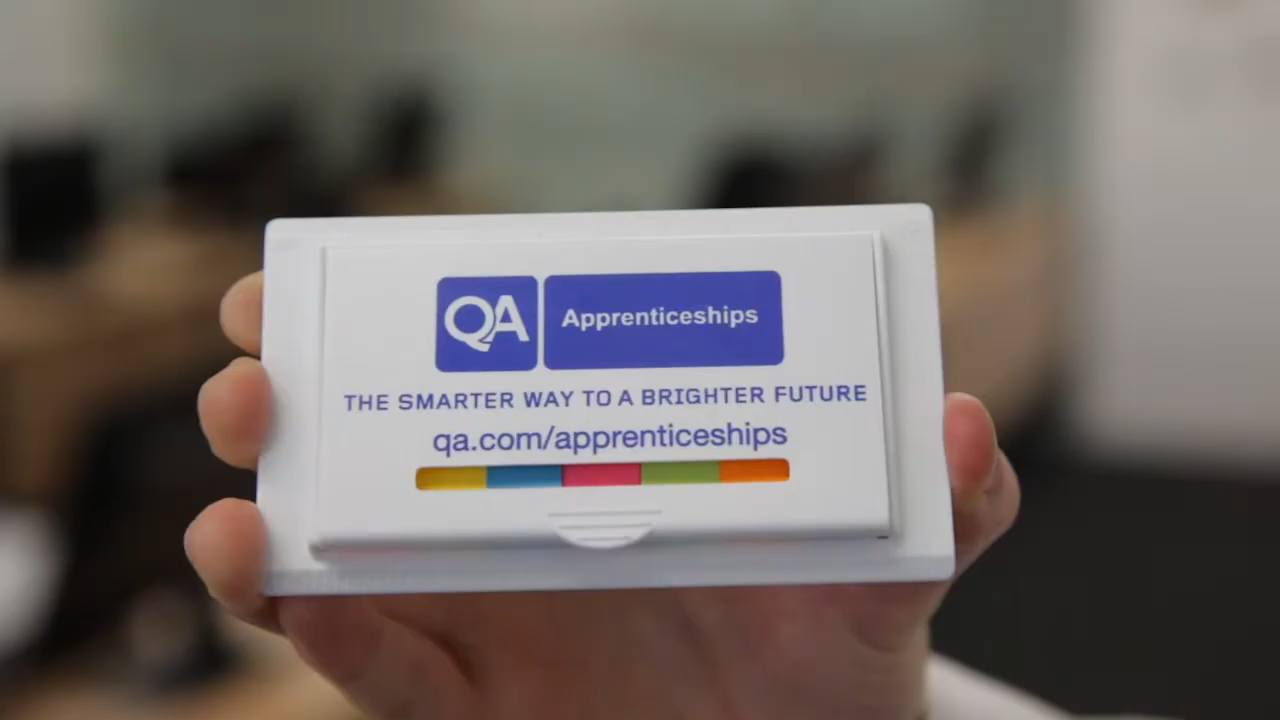 QA Apprenticeships
THE SMARTER WAY TO A BRIGHTER FUTURE
qa.com/apprenticeships